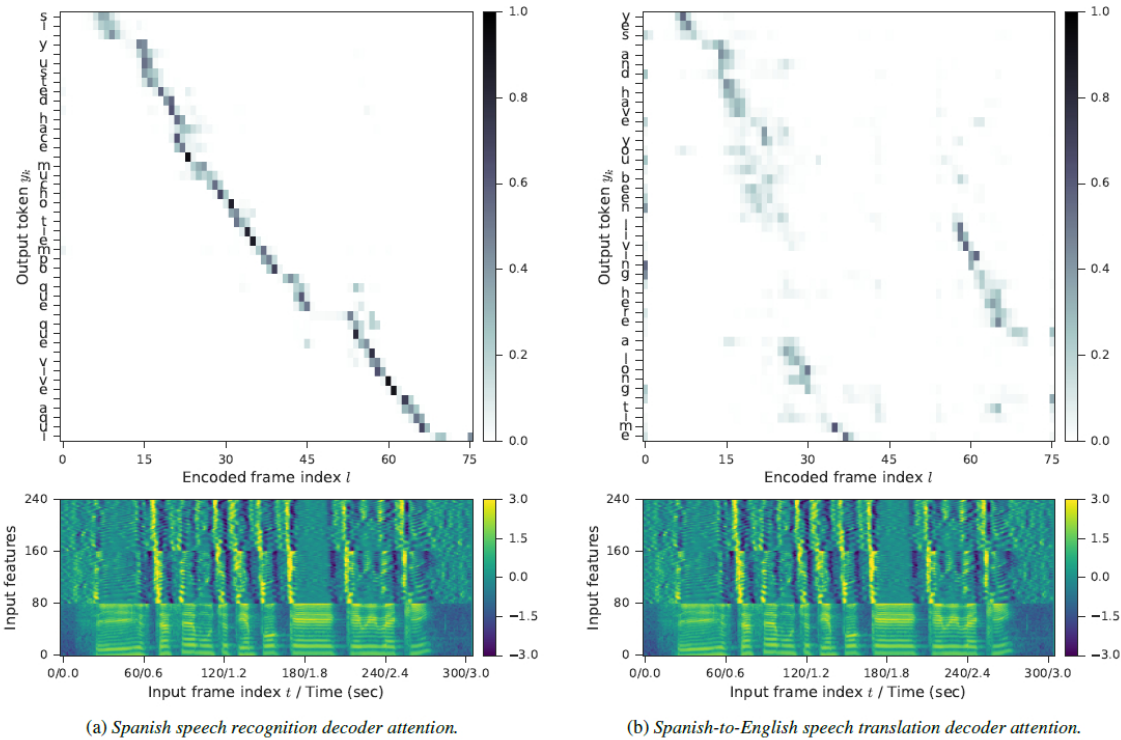 Output token yₖ
s i y u s t e d h a c e m u c h o t i e m p o q u e q u e v i v e a q u i
0 15 30 45 60 75
Encoded frame index l
1.0
0.8
0.6
0.4
0.2
0.0
Input features
240
160
80
0
0/0.0 60/0.6 120/1.2 180/1.8 240/2.4 300/3.0
Input frame index t / Time (sec)
3.0
1.5
0.0
−1.5
−3.0
(a) Spanish speech recognition decoder attention.
Output token yₖ
y e s a n d h a v e y o u b e e n l i v i n g h e r e a l o n g t i m e
0 15 30 45 60 75
Encoded frame index l
1.0
0.8
0.6
0.4
0.2
0.0
Input features
240
160
80
0
0/0.0 60/0.6 120/1.2 180/1.8 240/2.4 300/3.0
Input frame index t / Time (sec)
3.0
1.5
0.0
−1.5
−3.0
(b) Spanish-to-English speech translation decoder attention.